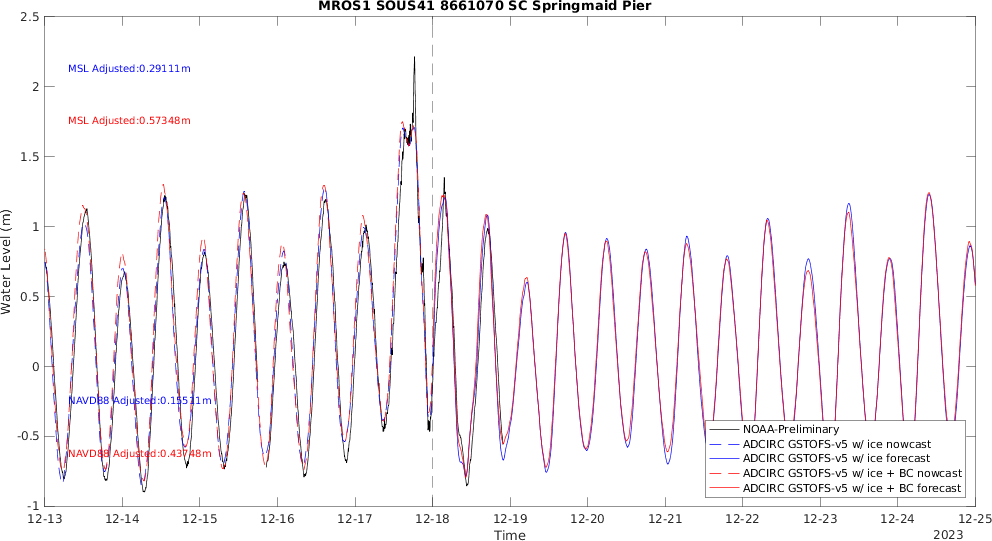 MROS1 SOUS41 8661070 SC Springmaid Pier
Water Level (m)
2.5
2
1.5
1
0.5
0
-0.5
-1
MSL Adjusted:0.29111m
MSL Adjusted:0.57348m
NAVD88 Adjusted:0.15511m
NAVD88 Adjusted:0.43748m
NOAA-Preliminary
ADCIRC GSTOFS-v5 w/ ice nowcast
ADCIRC GSTOFS-v5 w/ ice forecast
ADCIRC GSTOFS-v5 w/ ice + BC nowcast
ADCIRC GSTOFS-v5 w/ ice + BC forecast
12-13 12-14 12-15 12-16 12-17 12-18 12-19 12-20 12-21 12-22 12-23 12-24 12-25
Time
2023